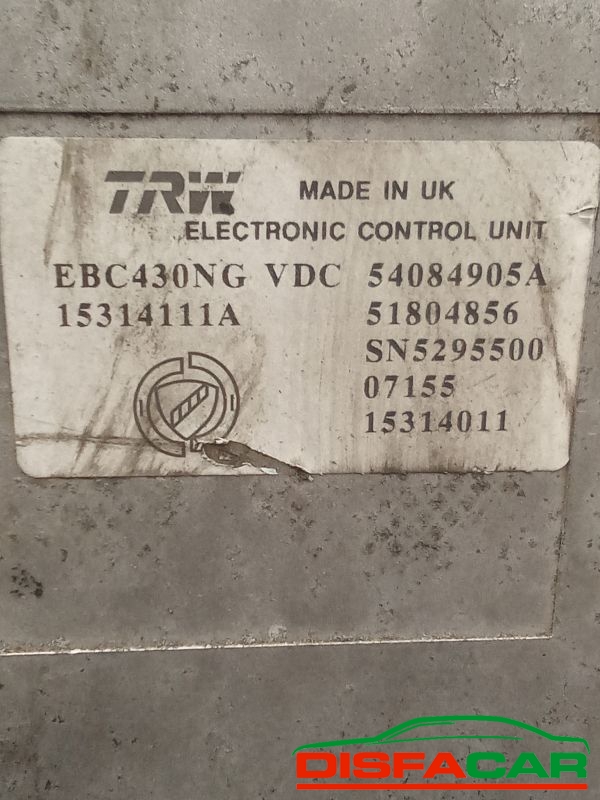 TRW MADE IN UK
ELECTRONIC CONTROL UNIT
EBC430NG VDC 54084905A
15314111A 51804856
SN5295500
07155
15314011
DISFACAR